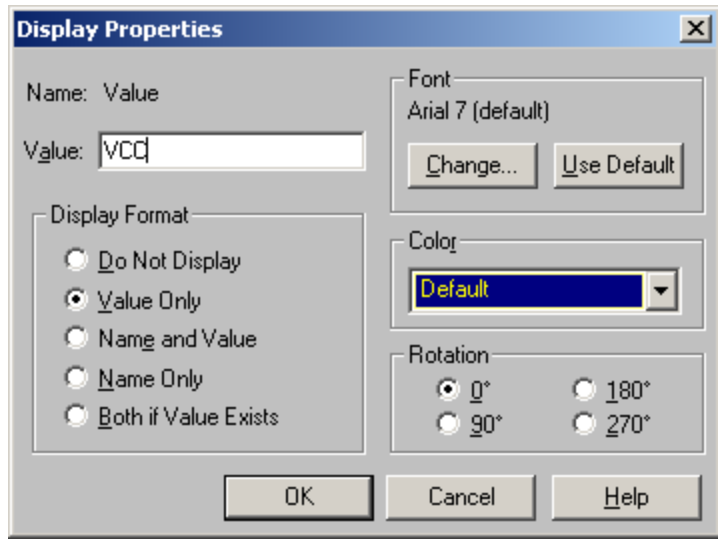 Display Properties
Name: Value
Value: VCC
Display Format
Do Not Display
Value Only
Name and Value
Name Only
Both if Value Exists
Font
Arial 7 (default)
Change... Use Default
Color
Default
Rotation
0° 180°
90° 270°
OK Cancel Help